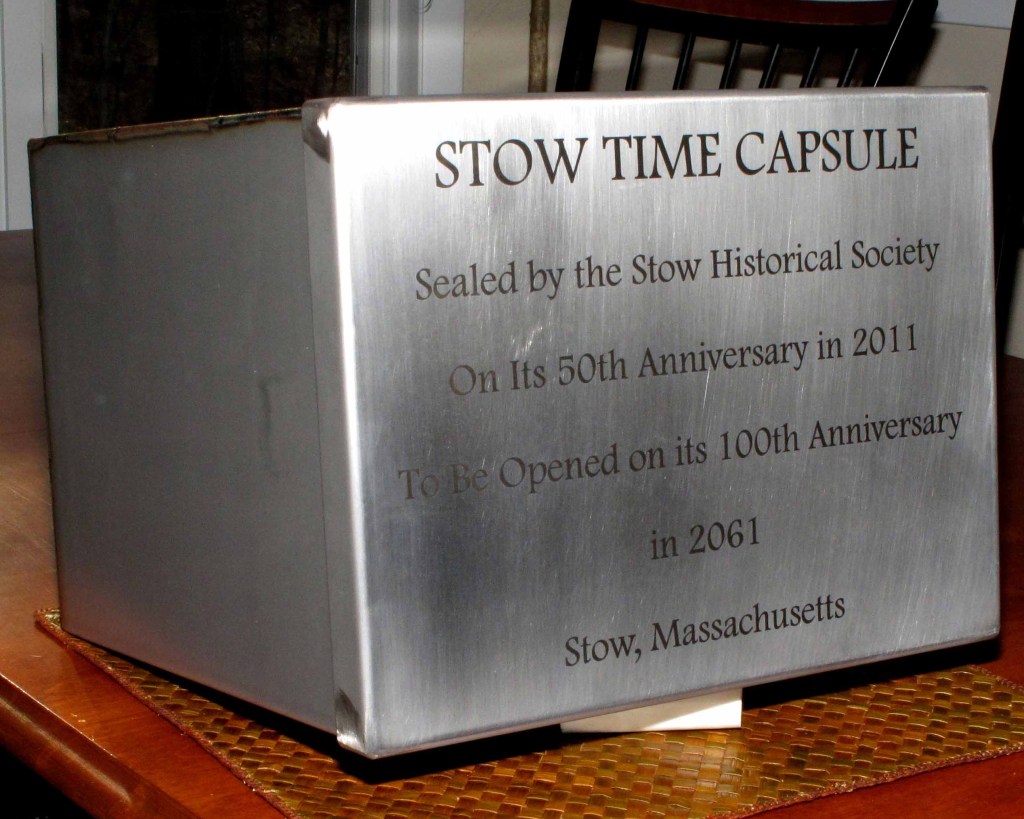 STOW TIME CAPSULE
Sealed by the Stow Historical Society
On Its 50th Anniversary in 2011
To Be Opened on its 100th Anniversary
in 2061
Stow, Massachusetts